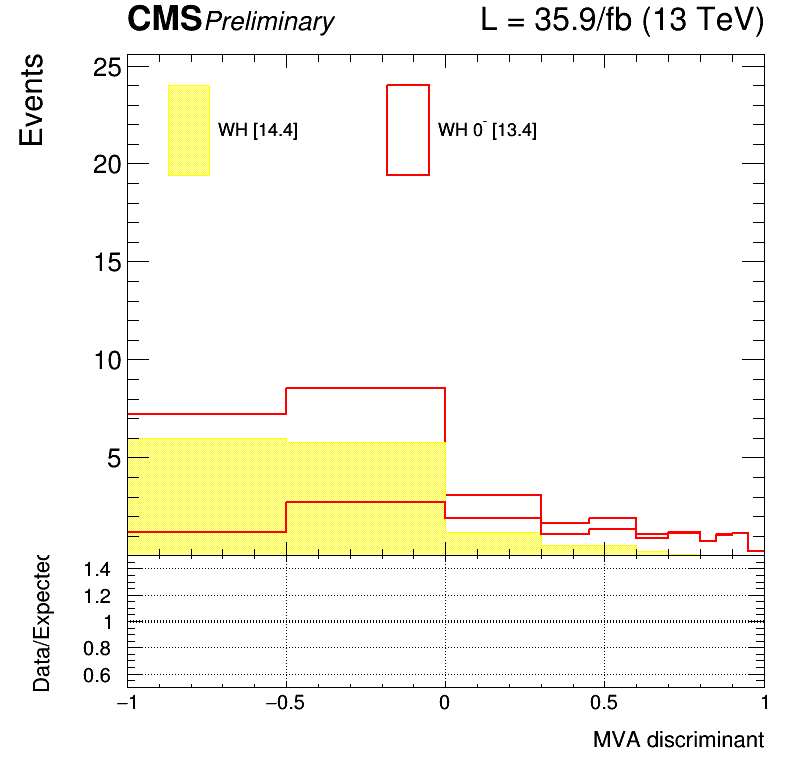 CMS Preliminary L = 35.9/fb (13 TeV)
Events
25
WH [14.4] WH 0- [13.4]
20
15
10
5
Data/Expected
1.4
1.2
1
0.8
0.6
−1 −0.5 0 0.5 1
MVA discriminant